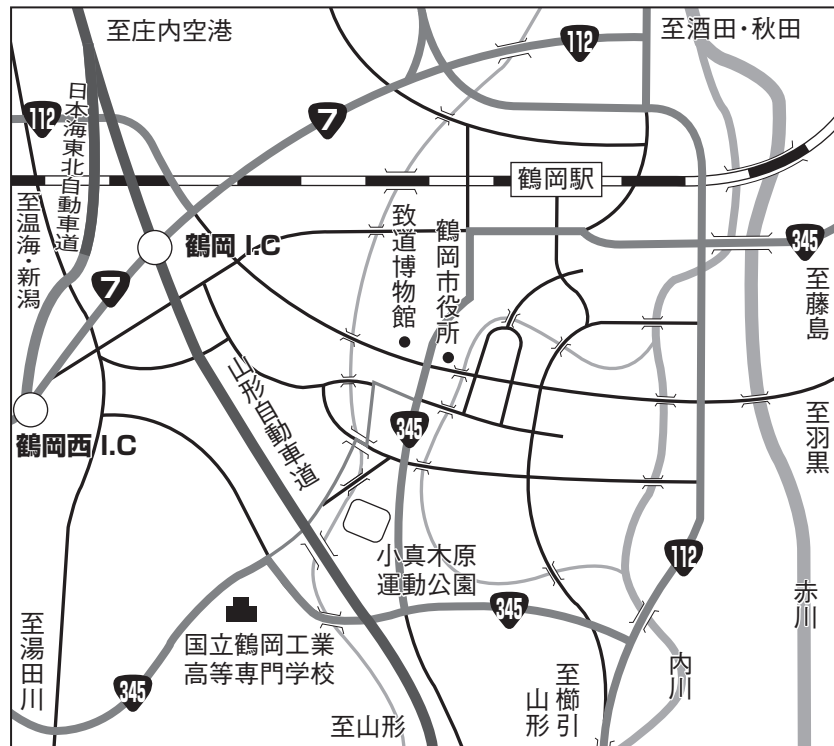 至庄内空港
112
至酒田・秋田
112
7
日本海東北自動車道
鶴岡駅
至温海・新潟
鶴岡 I.C
致道博物館
鶴岡市役所
345
7
至藤島
山形自動車道
345
至羽黒
鶴岡西 I.C
小真木原
運動公園
112
赤川
345
至湯田川
国立鶴岡工業
高等専門学校
内川
345
至山形
至櫛引
山形